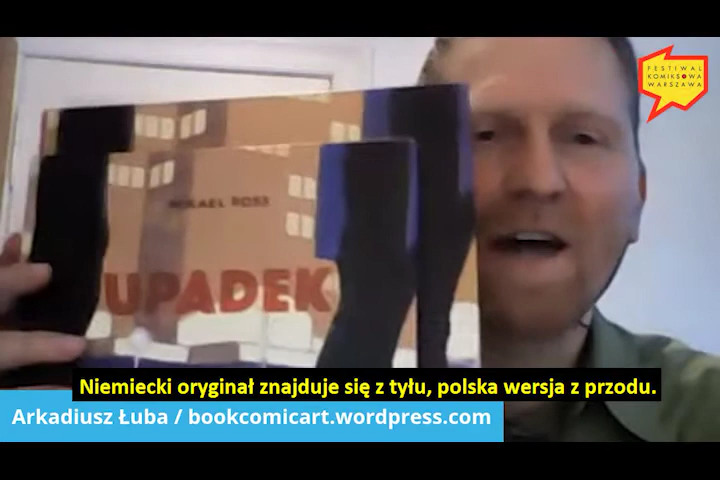 FESTIWAL
KOMIKSOWA
WARSZAWA
MIKAEL ROSS
UPADEK
Niemiecki oryginał znajduje się z tyłu, polska wersja z przodu.
Arkadiusz Łuba / bookcomicart.wordpress.com